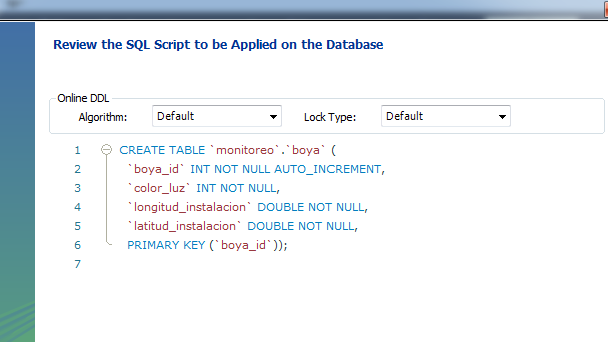 Review the SQL Script to be Applied on the Database
Online DDL
Algorithm: Default Lock Type: Default
1 CREATE TABLE `monitoreo`.`boya` (
2 `boya_id` INT NOT NULL AUTO_INCREMENT,
3 `color_luz` INT NOT NULL,
4 `longitud_instalacion` DOUBLE NOT NULL,
5 `latitud_instalacion` DOUBLE NOT NULL,
6 PRIMARY KEY (`boya_id`));
7